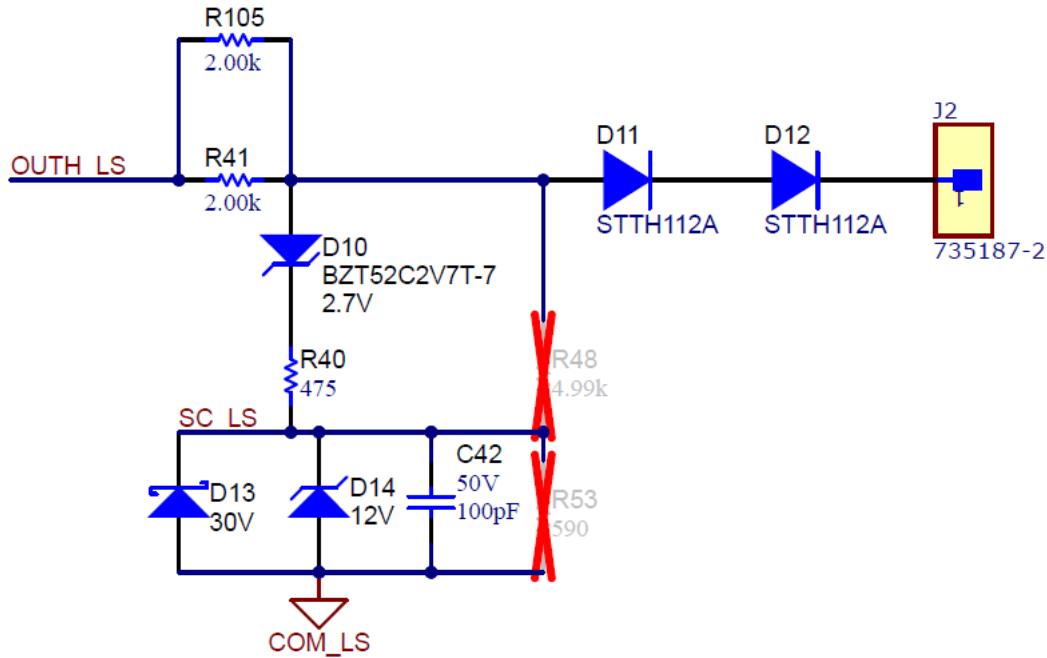 R105
2.00k
J2
D11
D12
OUTH_LS
R41
2.00k
1
STTH112A
STTH112A
735187-2
D10
BZT52C2V7T-7
2.7V
R40
475
R48
4.99k
SC_LS
C42
50V
100pF
D13
30V
D14
12V
R53
590
COM_LS